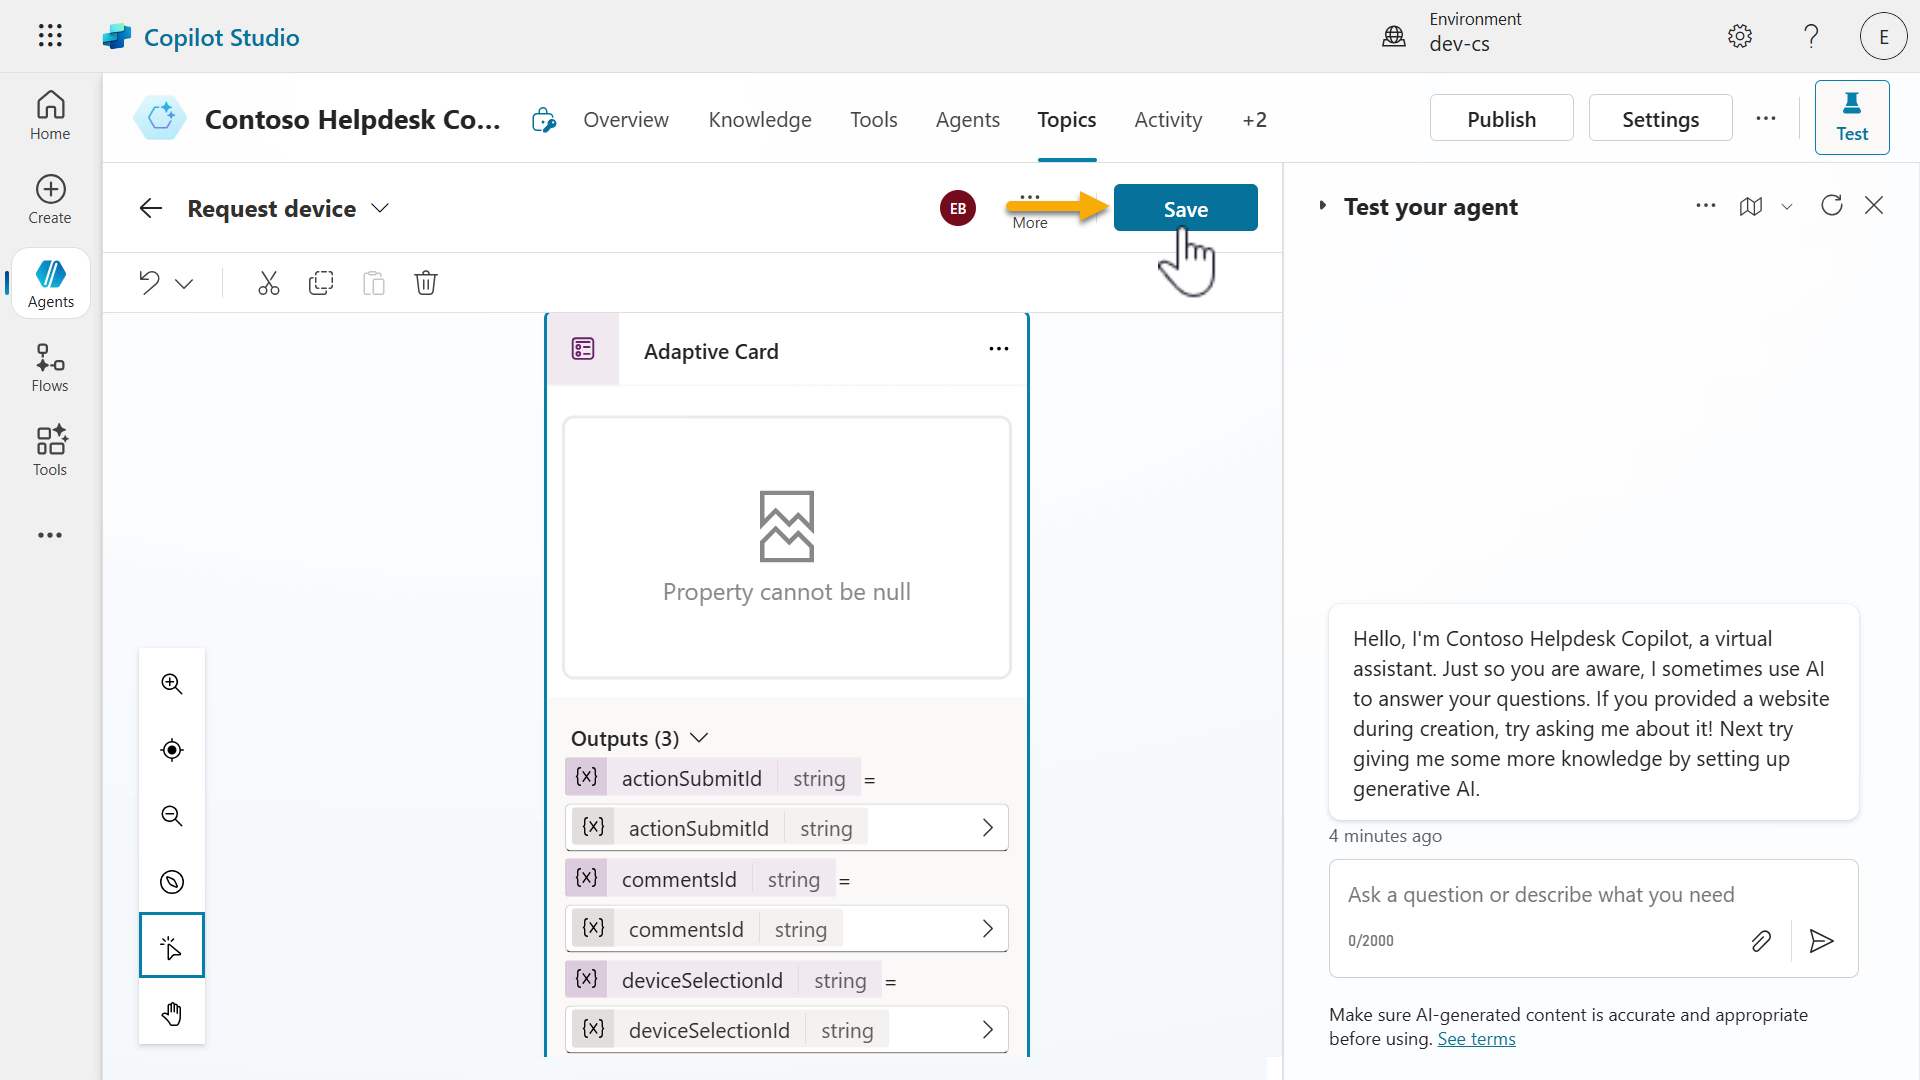 Copilot Studio
Environment
dev-cs
E
Home
Create
Agents
Flows
Tools
Contoso Helpdesk Co...
Overview
Knowledge
Tools
Agents
Topics
Activity
+2
Publish
Settings
Test
Request device
EB
More
Save
Adaptive Card
Property cannot be null
Outputs (3)
{x} actionSubmitId string =
{x} actionSubmitId string
{x} commentsId string =
{x} commentsId string
{x} deviceSelectionId string =
{x} deviceSelectionId string
Test your agent
Hello, I'm Contoso Helpdesk Copilot, a virtual
assistant. Just so you are aware, I sometimes use AI
to answer your questions. If you provided a website
during creation, try asking me about it! Next try
giving me some more knowledge by setting up
generative AI.
4 minutes ago
Ask a question or describe what you need
0/2000
Make sure AI-generated content is accurate and appropriate
before using. See terms